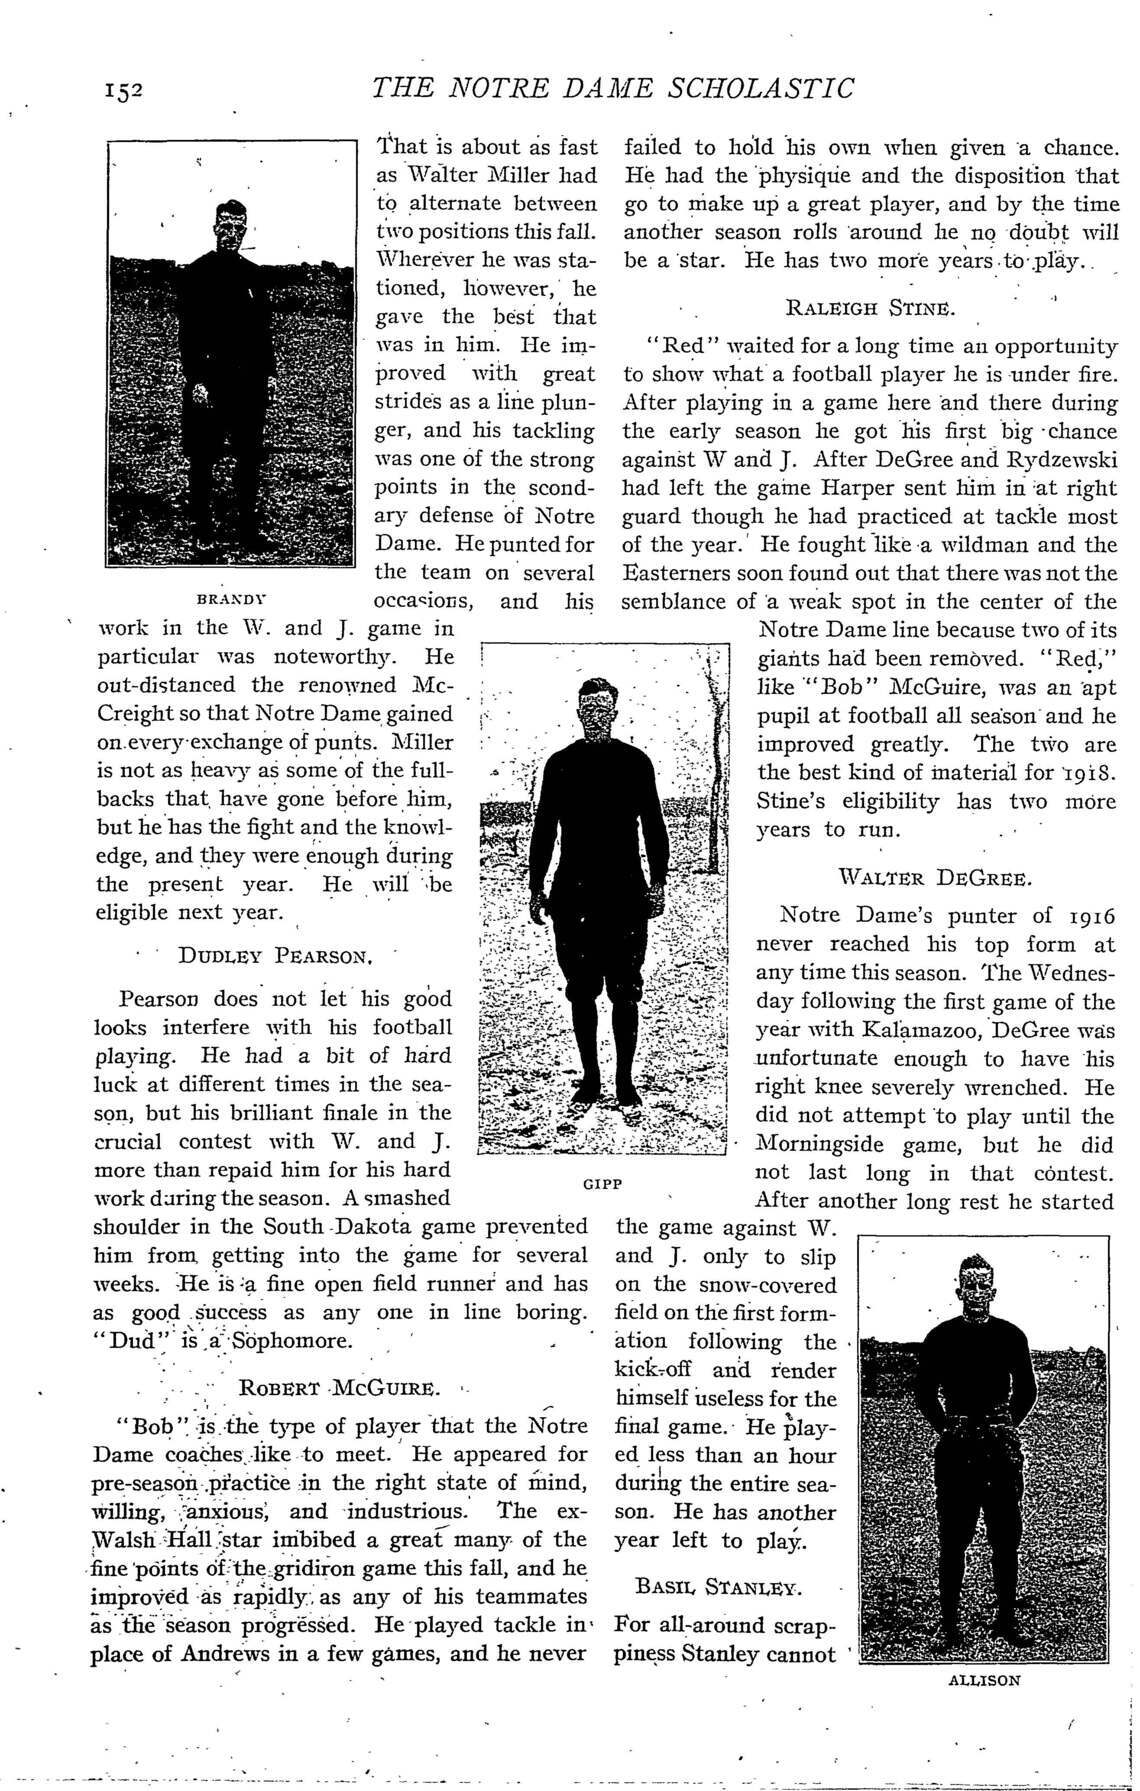 152
THE NOTRE DAME SCHOLASTIC
That is about as fast
as Walter Miller had
to alternate between
two positions this fall.
Wherever he was sta-
tioned, however, he
gave the best that
was in him. He im-
proved with great
strides as a line plun-
ger, and his tackling
was one of the strong
points in the scond-
ary defense of Notre
Dame. He punted for
the team on several
occasions, and his
BRANDY
work in the W. and J. game in
particular was noteworthy. He
out-distanced the renowned Mc-
Creight so that Notre Dame gained
on every exchange of punts. Miller
is not as heavy as some of the full-
backs that have gone before him,
but he has the fight and the knowl-
edge, and they were enough during
the present year. He will be
eligible next year.
DUDLEY PEARSON.
Pearson does not let his good
looks interfere with his football
playing. He had a bit of hard
luck at different times in the sea-
son, but his brilliant finale in the
crucial contest with W. and J.
more than repaid him for his hard
work during the season. A smashed
shoulder in the South Dakota game prevented
him from getting into the game for several
weeks. He is a fine open field runner and has
as good success as any one in line boring.
"Dud" is a Sophomore.
ROBERT MCGUIRE.
"Bob" is the type of player that the Notre
Dame coaches like to meet. He appeared for
pre-season practice in the right state of mind,
willing, anxious, and industrious. The ex-
Walsh Hall star imbibed a great many of the
fine points of the gridiron game this fall, and he
improved as rapidly as any of his teammates
as the season progressed. He played tackle in
place of Andrews in a few games, and he never
failed to hold his own when given a chance.
He had the physique and the disposition that
go to make up a great player, and by the time
another season rolls around he no doubt will
be a star. He has two more years to play.
RALEIGH STINE.
"Red" waited for a long time an opportunity
to show what a football player he is under fire.
After playing in a game here and there during
the early season he got his first big chance
against W and J. After DeGree and Rydzewski
had left the game Harper sent him in at right
guard though he had practiced at tackle most
of the year. He fought like a wildman and the
Easterners soon found out that there was not the
semblance of a weak spot in the center of the
Notre Dame line because two of its
giants had been removed. "Red,"
like "Bob" McGuire, was an apt
pupil at football all season and he
improved greatly. The two are
the best kind of material for 1918.
Stine's eligibility has two more
years to run.
GIPP
WALTER DEGREE.
Notre Dame's punter of 1916
never reached his top form at
any time this season. The Wednes-
day following the first game of the
year with Kalamazoo, DeGree was
unfortunate enough to have his
right knee severely wrenched. He
did not attempt to play until the
Morningside game, but he did
not last long in that contest.
After another long rest he started
the game against W.
and J. only to slip
on the snow-covered
field on the first form-
ation following the
kick-off and render
himself useless for the
final game. He play-
ed less than an hour
during the entire sea-
son. He has another
year left to play.
BASIL STANLEY.
For all-around scrap-
piness Stanley cannot
ALLISON